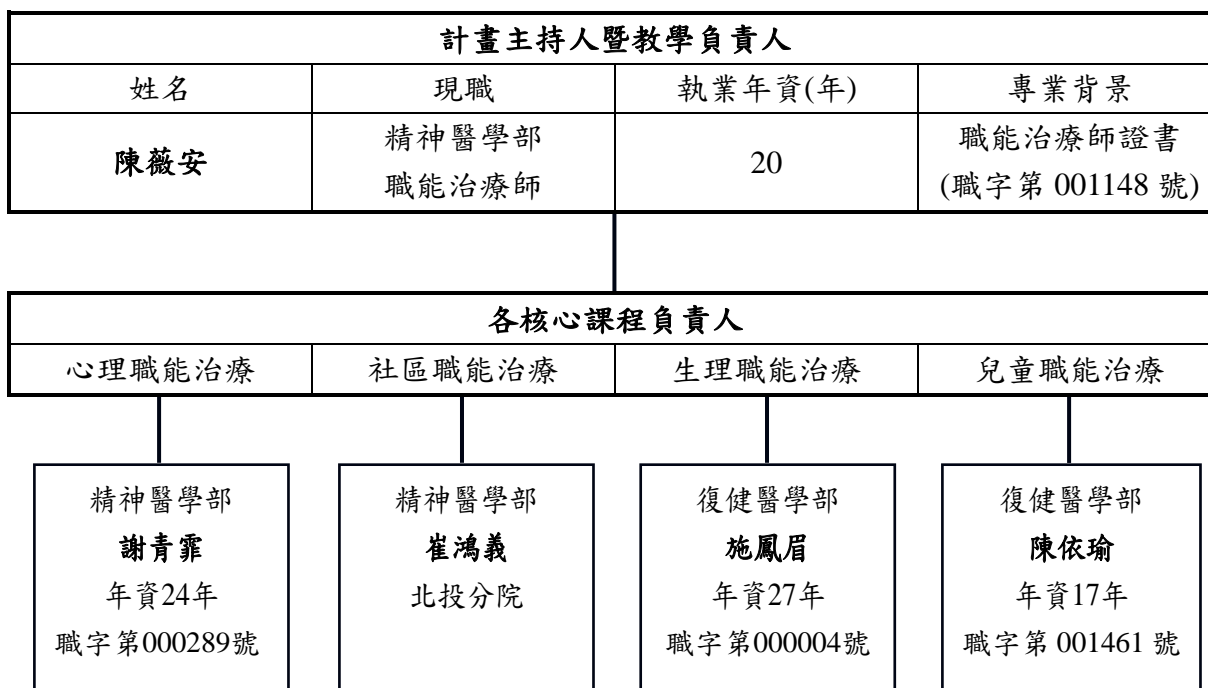 計畫主持人暨教學負責人
姓名 現職 執業年資(年) 專業背景
陳薇安
精神醫學部
職能治療師
20
職能治療師證書
(職字第 001148 號)
各核心課程負責人
心理職能治療 社區職能治療 生理職能治療 兒童職能治療
精神醫學部
謝青霏
年資24年
職字第000289號
精神醫學部
崔鴻義
北投分院
復健醫學部
施鳳眉
年資27年
職字第000004號
復健醫學部
陳依瑜
年資17年
職字第 001461 號